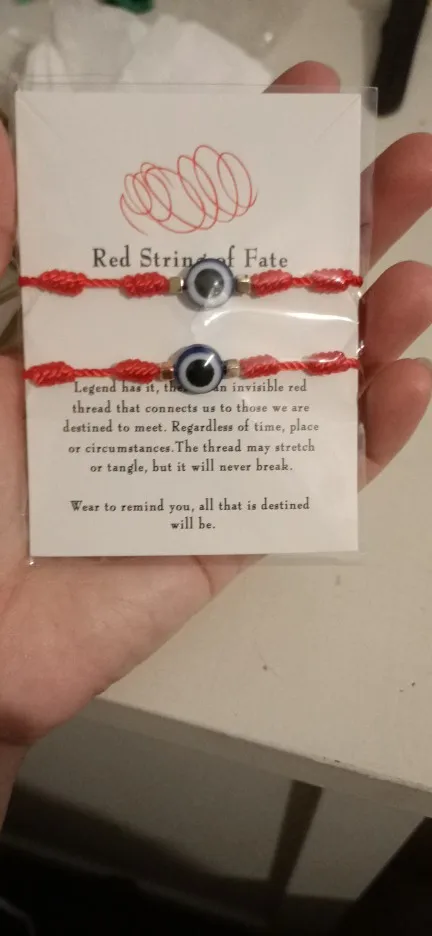 Red String of Fate
Legend has it, an invisible red
thread that connects us to those we are
destined to meet. Regardless of time, place
or circumstances.The thread may stretch
or tangle, but it will never break.
Wear to remind you, all that is destined
will be.